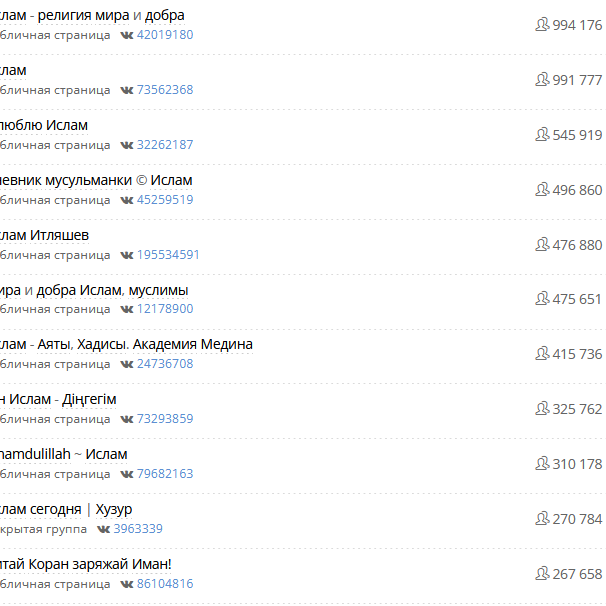 слам - религия мира и добра
бличная страница 42019180
994 176
слам
бличная страница 73562368
991 777
люблю Ислам
бличная страница 32262187
545 919
невник мусульманки © Ислам
бличная страница 45259519
496 860
слам Итляшев
бличная страница 195534591
476 880
ира и добра Ислам, муслимы
бличная страница 12178900
475 651
слам - Аяты, Хадисы. Академия Медина
бличная страница 24736708
415 736
н Ислам - Діңгегім
бличная страница 73293859
325 762
hamdulillah ~ Ислам
бличная страница 79682163
310 178
слам сегодня | Хузур
крытая группа 3963339
270 784
итай Коран заряжай Иман!
бличная страница 86104816
267 658